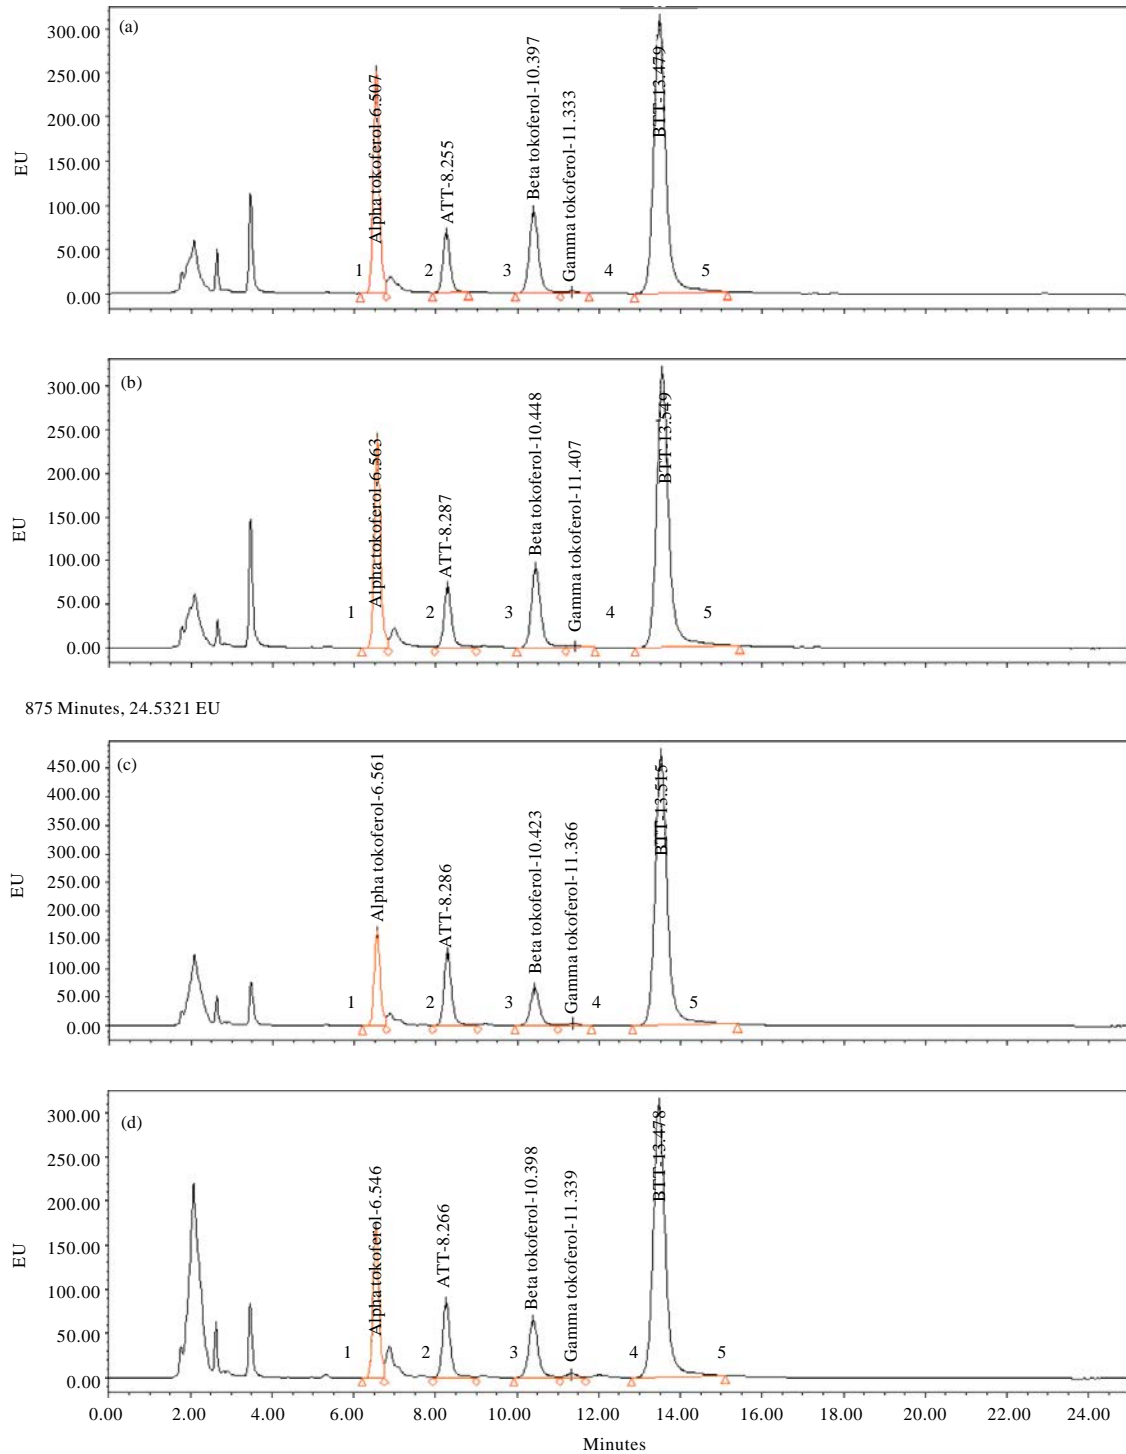 (a)
300.00
250.00
200.00
150.00
100.00
50.00
0.00
EU
Alpha tokoferol-6.507
ATT-8.255
Beta tokoferol-10.397
Gamma tokoferol-11.333
BTT-13.479
1
2
3
4
5
(b)
300.00
250.00
200.00
150.00
100.00
50.00
0.00
EU
Alpha tokoferol-6.563
ATT-8.287
Beta tokoferol-10.448
Gamma tokoferol-11.407
BTT-13.549
1
2
3
4
5
875 Minutes, 24.5321 EU
(c)
450.00
400.00
350.00
300.00
250.00
200.00
150.00
100.00
50.00
0.00
EU
Alpha tokoferol-6.561
ATT-8.286
Beta tokoferol-10.423
Gamma tokoferol-11.366
BTT-13.515
1
2
3
4
5
(d)
300.00
250.00
200.00
150.00
100.00
50.00
0.00
EU
Alpha tokoferol-6.546
ATT-8.266
Beta tokoferol-10.398
Gamma tokoferol-11.339
BTT-13.478
1
2
3
4
5
0.00 2.00 4.00 6.00 8.00 10.00 12.00 14.00 16.00 18.00 20.00 22.00 24.00
Minutes